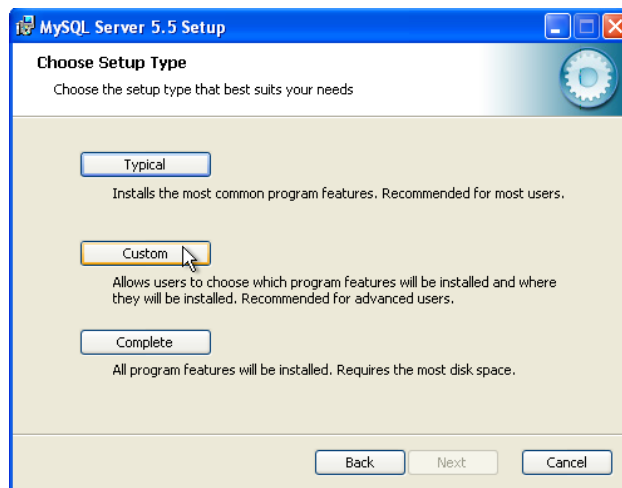 MySQL Server 5.5 Setup
Choose Setup Type
Choose the setup type that best suits your needs
Typical
Installs the most common program features. Recommended for most users.
Custom
Allows users to choose which program features will be installed and where
they will be installed. Recommended for advanced users.
Complete
All program features will be installed. Requires the most disk space.
Back
Next
Cancel